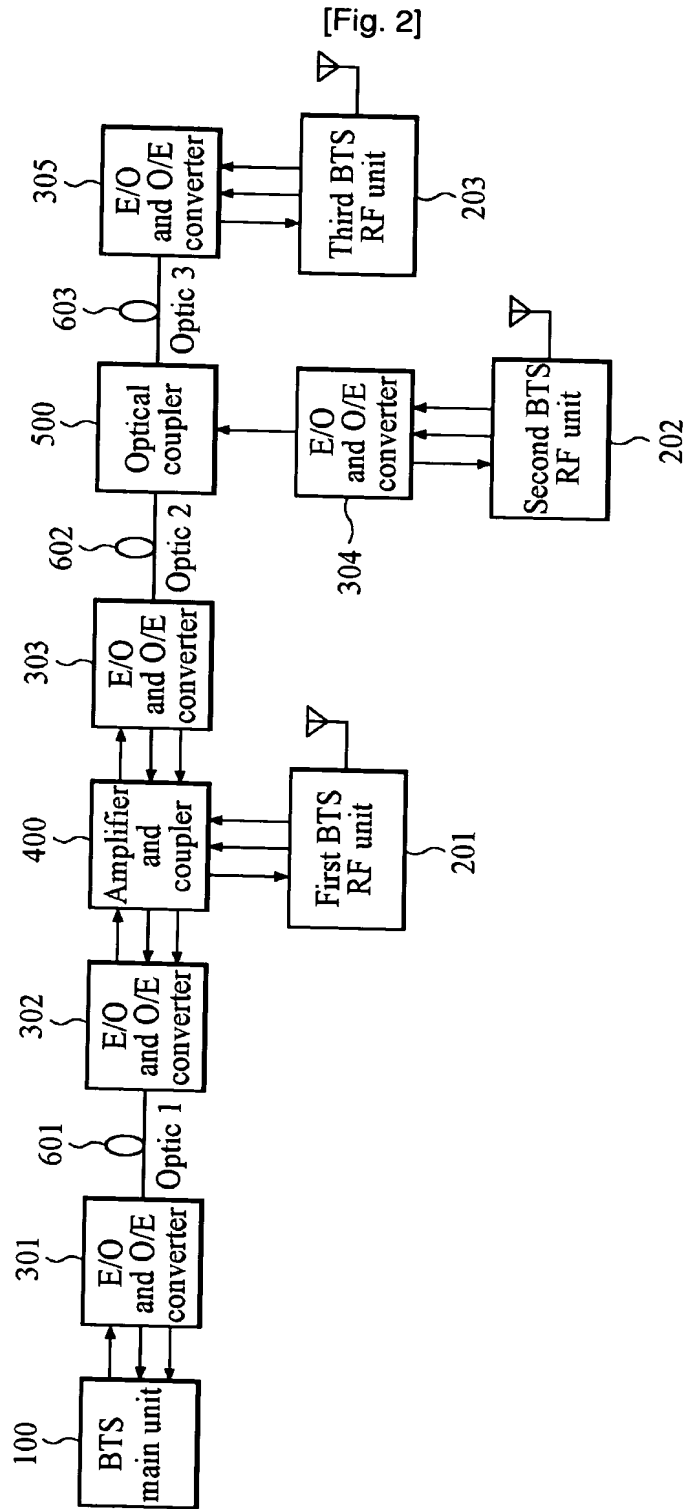 [Fig. 2]
100
BTS
main unit
301
E/O
and O/E
converter
601
Optic 1
302
E/O
and O/E
converter
400
Amplifier
and
coupler
First BTS
RF unit
201
303
E/O
and O/E
converter
602
Optic 2
500
Optical
coupler
E/O
and O/E
converter
304
Second BTS
RF unit
202
603
Optic 3
305
E/O
and O/E
converter
Third BTS
RF unit
203